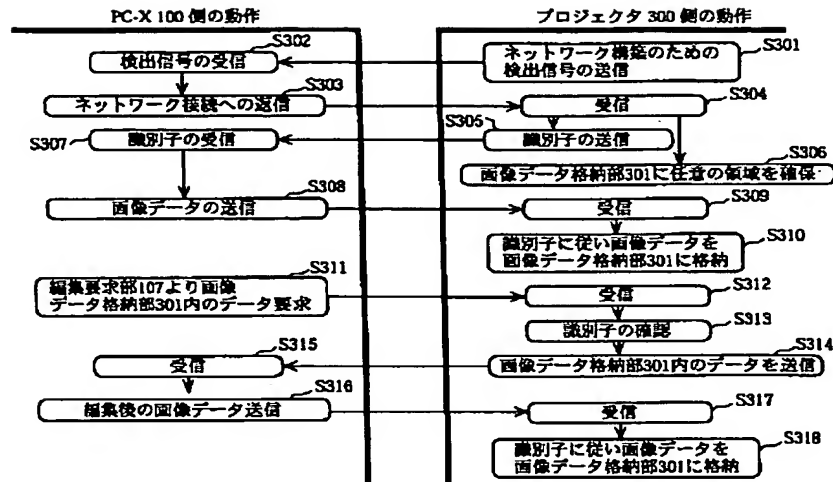 PC-X 100 側の動作
プロジェクタ 300 側の動作
S301
ネットワーク構築のための
検出信号の送信
S302
検出信号の受信
S303
ネットワーク接続への返信
S304
受信
S305
識別子の送信
S306
画像データ格納部301に任意の領域を確保
S307
識別子の受信
S308
画像データの送信
S309
受信
S310
識別子に従い画像データを
画像データ格納部301に格納
S311
編集要求部107より画像
データ格納部301内のデータ要求
S312
受信
S313
識別子の確認
S314
画像データ格納部301内のデータを送信
S315
受信
S316
編集後の画像データ送信
S317
受信
S318
識別子に従い画像データを
画像データ格納部301に格納